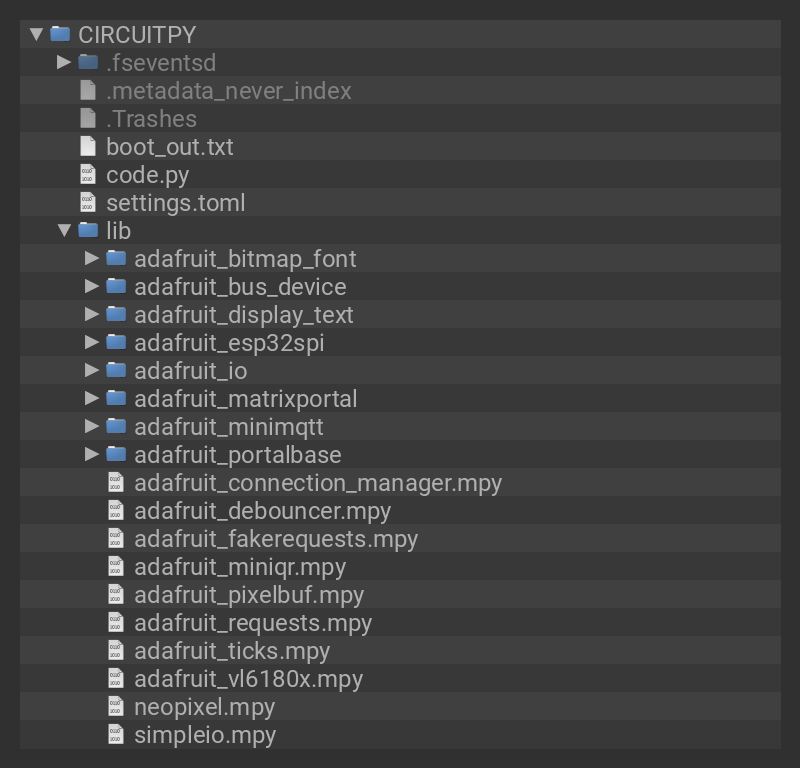 CIRCUITPY
.fseventsd
.metadata_never_index
.Trashes
boot_out.txt
code.py
settings.toml
lib
adafruit_bitmap_font
adafruit_bus_device
adafruit_display_text
adafruit_esp32spi
adafruit_io
adafruit_matrixportal
adafruit_minimqtt
adafruit_portalbase
adafruit_connection_manager.mpy
adafruit_debouncer.mpy
adafruit_fakerequests.mpy
adafruit_miniqr.mpy
adafruit_pixelbuf.mpy
adafruit_requests.mpy
adafruit_ticks.mpy
adafruit_vl6180x.mpy
neopixel.mpy
simpleio.mpy